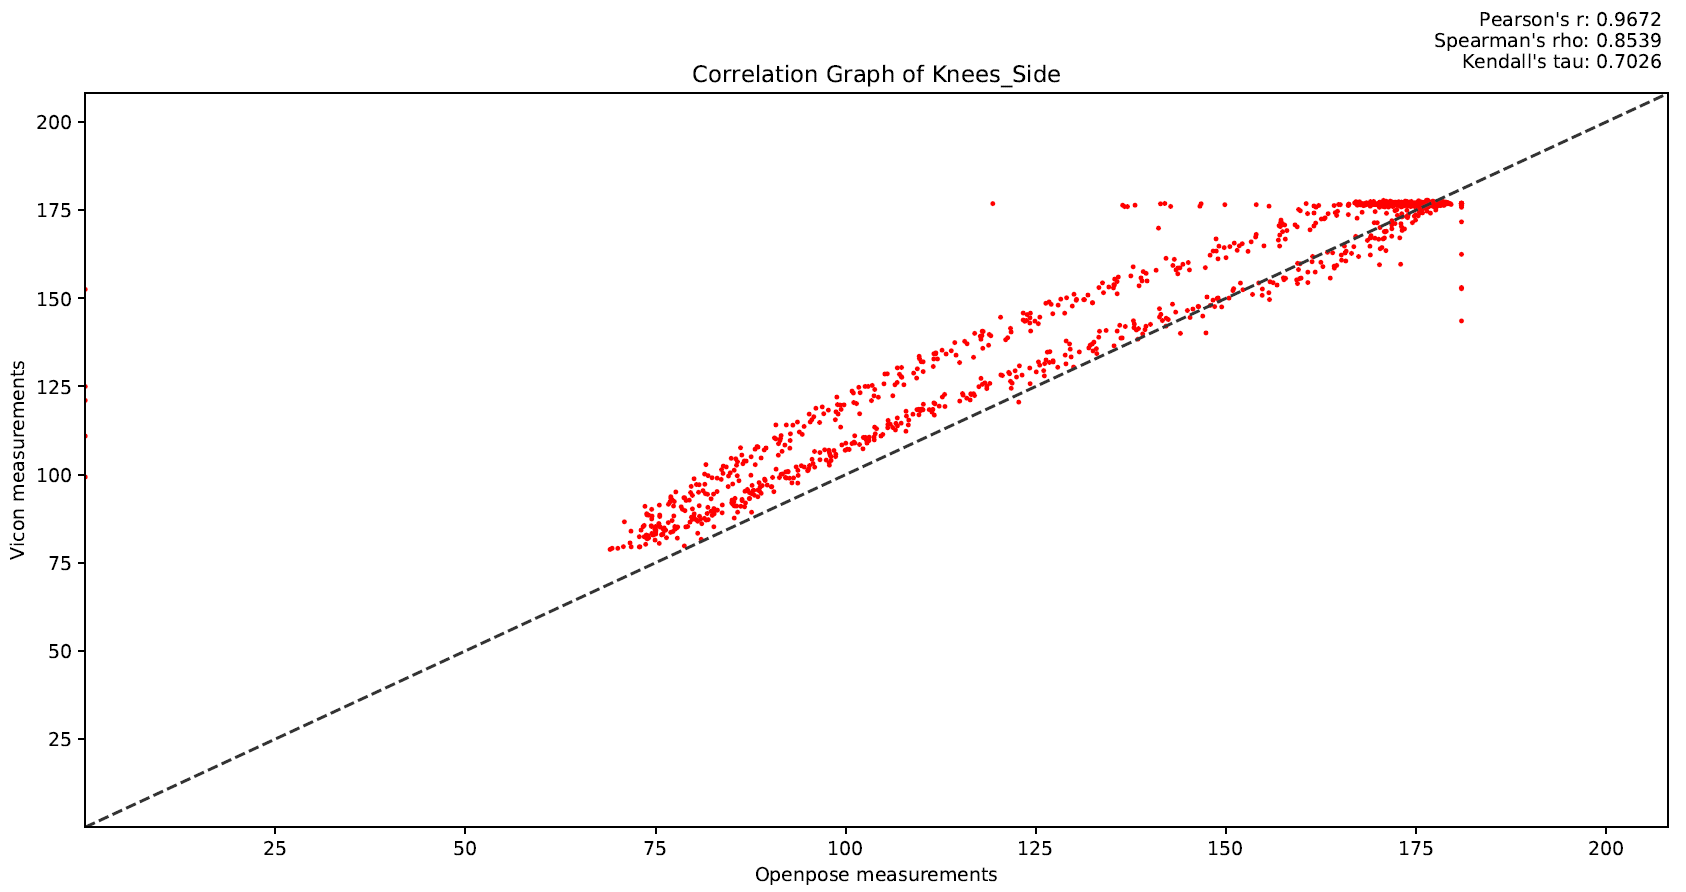 Pearson's r: 0.9672
Spearman's rho: 0.8539
Kendall's tau: 0.7026
Correlation Graph of Knees_Side
200
175
150
125
100
75
50
25
Vicon measurements
25 50 75 100 125 150 175 200
Openpose measurements